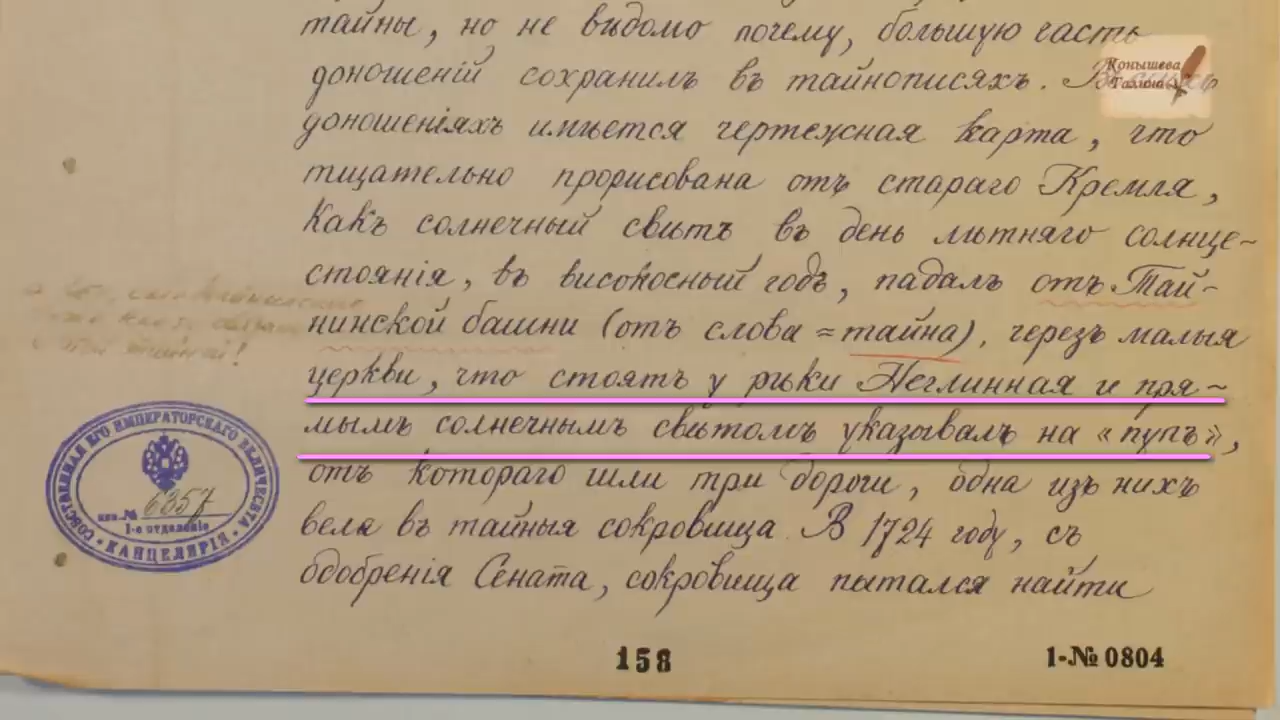 тайны, но не вѣдомо почему, большую часть
доношеній сохранилъ въ тайнописяхъ.
доношеніяхъ имѣется чертежная карта, что
тщательно прорисована отъ стараго Кремля,
Какъ солнечный свѣтъ въ день лѣтняго солнце-
стоянія, въ високосный годъ, падалъ отъ Тай-
нинской башни (отъ слова = тайна), черезъ малыя
церкви, что стоятъ у рѣки Неглинная и пря-
мымъ солнечнымъ свѣтомъ указывалъ на «пупъ»,
отъ котораго шли три дороги, одна изъ нихъ
вела въ тайныя сокровища. В 1724 году, съ
одобренія Сената, сокровища пытался найти
Конышева
СОБСТВЕННАЯ ЕГО ИМПЕРАТОРСКАГО ВЕЛИЧЕСТВА
№ 6357
1-е отдѣленіе
• КАНЦЕЛЯРІЯ •
158
1-№ 0804